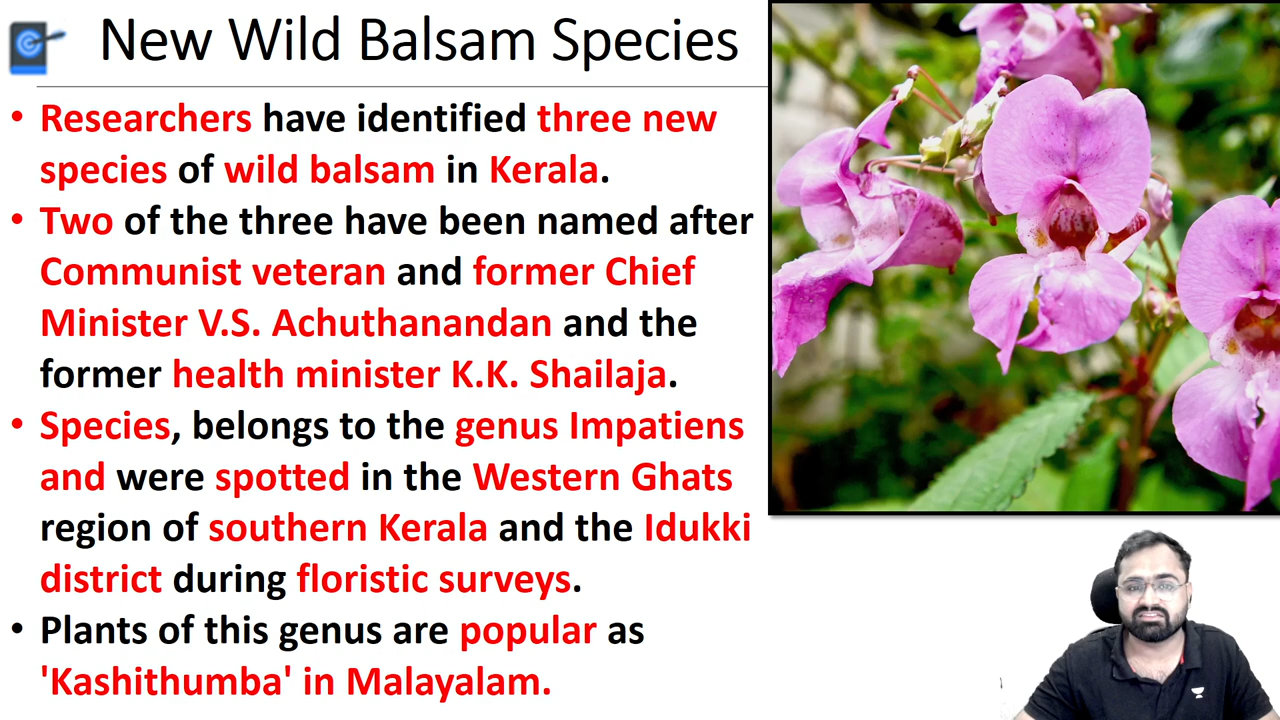 New Wild Balsam Species
• Researchers have identified three new
species of wild balsam in Kerala.
• Two of the three have been named after
Communist veteran and former Chief
Minister V.S. Achuthanandan and the
former health minister K.K. Shailaja.
• Species, belongs to the genus Impatiens
and were spotted in the Western Ghats
region of southern Kerala and the Idukki
district during floristic surveys.
• Plants of this genus are popular as
'Kashithumba' in Malayalam.